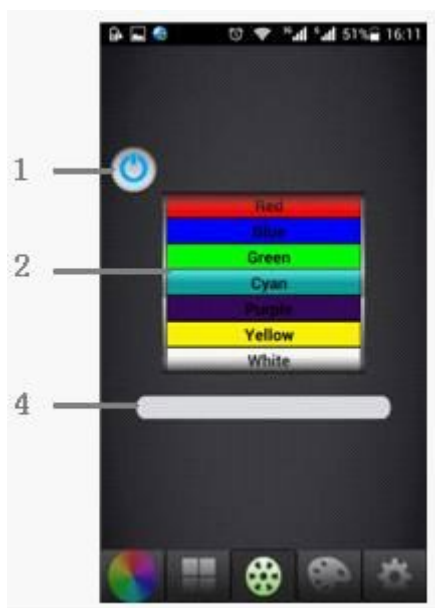 51% 16:11
1
Red
Blue
2
Green
Cyan
Purple
Yellow
White
4